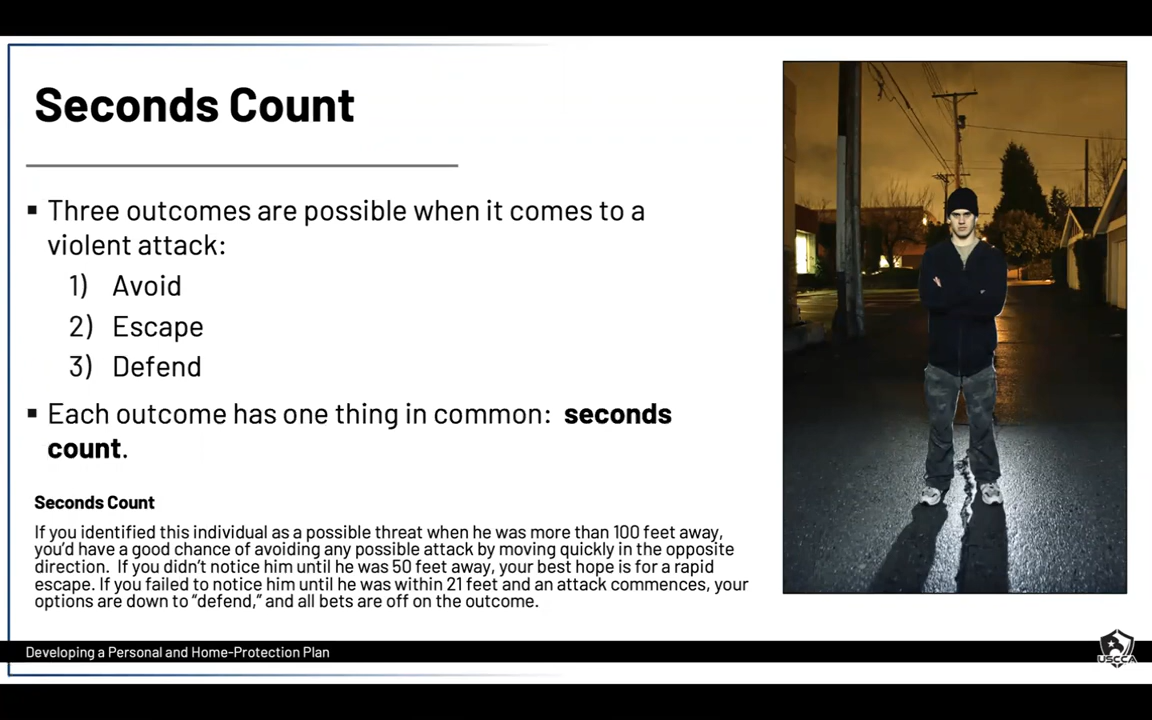 Seconds Count
▪ Three outcomes are possible when it comes to a
violent attack:
1) Avoid
2) Escape
3) Defend
▪ Each outcome has one thing in common: seconds
count.
Seconds Count
If you identified this individual as a possible threat when he was more than 100 feet away,
you'd have a good chance of avoiding any possible attack by moving quickly in the opposite
direction. If you didn't notice him until he was 50 feet away, your best hope is for a rapid
escape. If you failed to notice him until he was within 21 feet and an attack commences, your
options are down to "defend," and all bets are off on the outcome.
Developing a Personal and Home-Protection Plan
USCCA